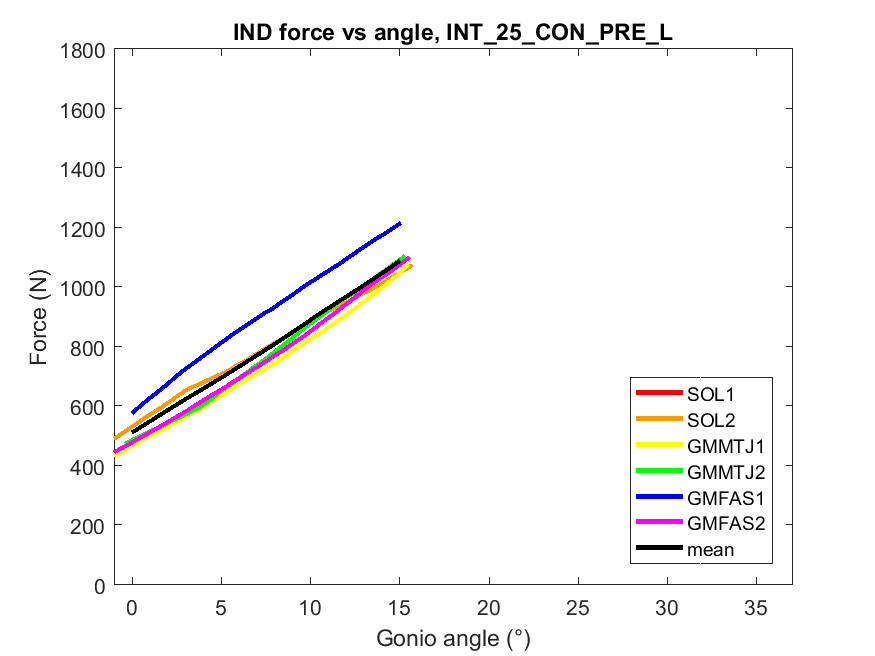 IND force vs angle, INT_25_CON_PRE_L
1800
1600
1400
1200
1000
800
600
400
200
0
Force (N)
0 5 10 15 20 25 30 35
Gonio angle (°)
SOL1
SOL2
GMMTJ1
GMMTJ2
GMFAS1
GMFAS2
mean